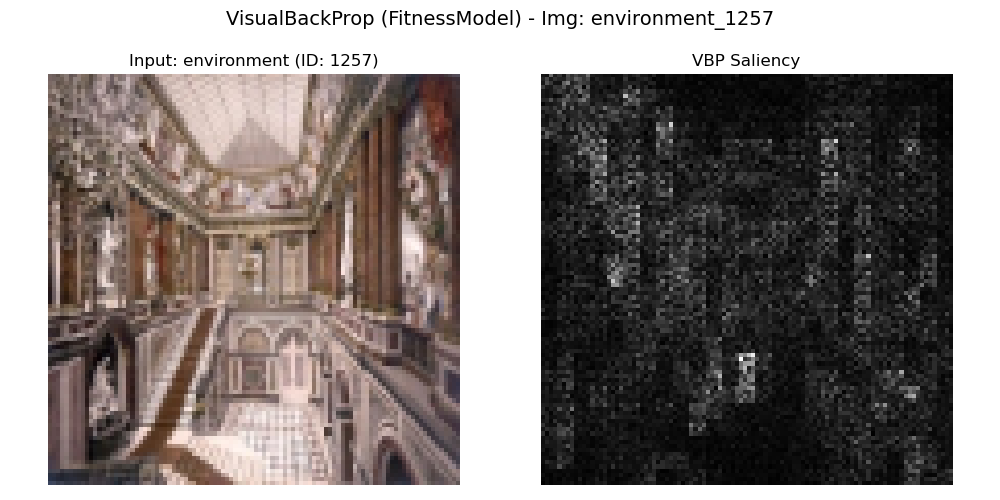 VisualBackProp (FitnessModel) - Img: environment_1257
Input: environment (ID: 1257)
VBP Saliency